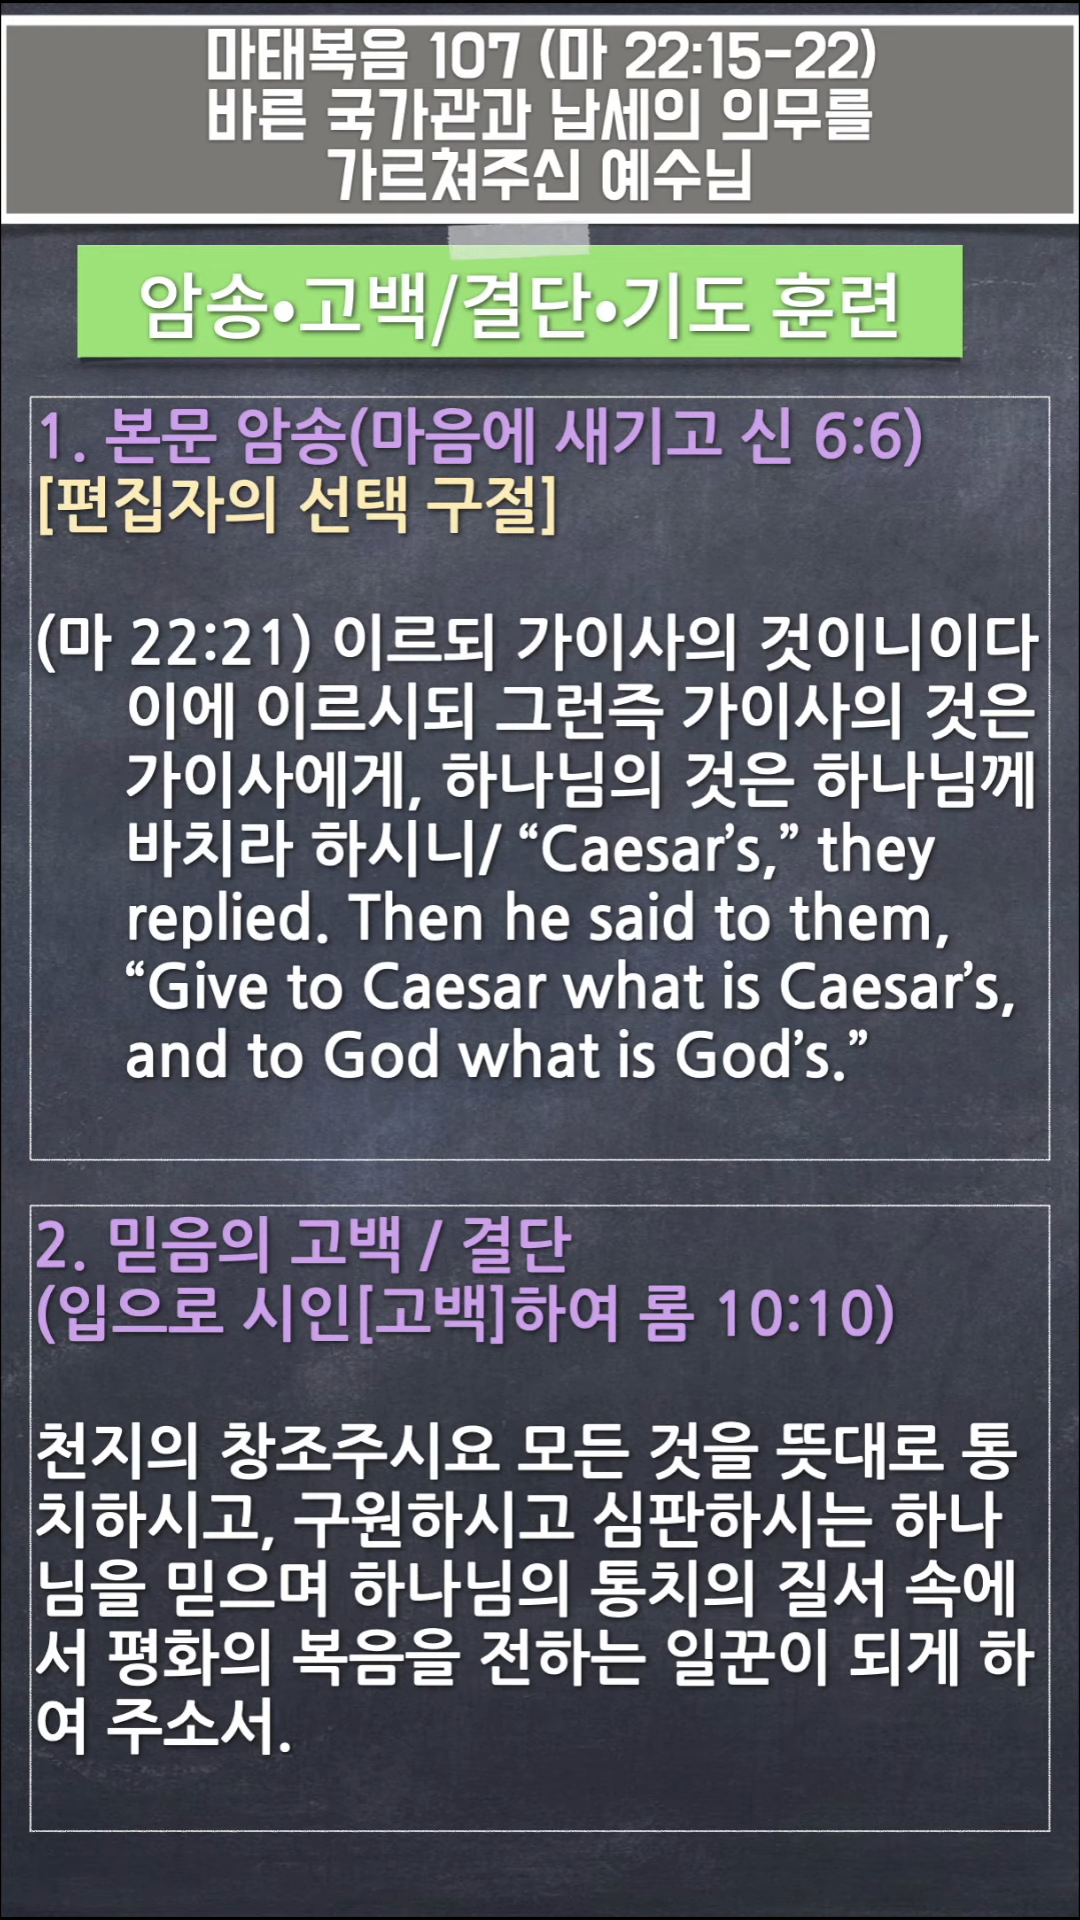 마태복음 107 (마 22:15-22)
바른 국가관과 납세의 의무를
가르쳐주신 예수님
암송•고백/결단•기도 훈련
1. 본문 암송(마음에 새기고 신 6:6)
[편집자의 선택 구절]
(마 22:21) 이르되 가이사의 것이니이다
이에 이르시되 그런즉 가이사의 것은
가이사에게, 하나님의 것은 하나님께
바치라 하시니/ “Caesar’s,” they
replied. Then he said to them,
“Give to Caesar what is Caesar’s,
and to God what is God’s.”
2. 믿음의 고백 / 결단
(입으로 시인[고백]하여 롬 10:10)
천지의 창조주시요 모든 것을 뜻대로 통
치하시고, 구원하시고 심판하시는 하나
님을 믿으며 하나님의 통치의 질서 속에
서 평화의 복음을 전하는 일꾼이 되게 하
여 주소서.